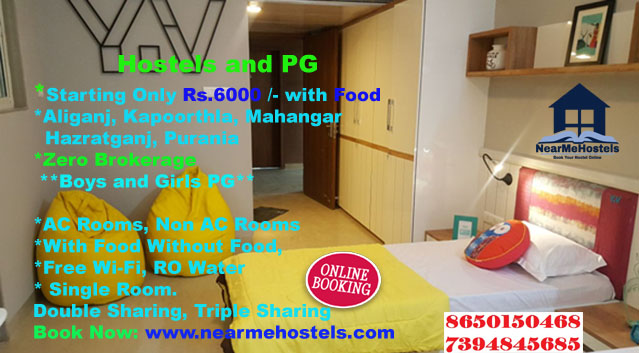 Hostels and PG
*Starting Only Rs.6000 /- with Food
*Aliganj, Kapoorthla, Mahangar
Hazratganj, Purania
*Zero Brokerage
**Boys and Girls PG**
*AC Rooms, Non AC Rooms
*With Food Without Food,
*Free Wi-Fi, RO Water
* Single Room.
Double Sharing, Triple Sharing
Book Now: www.nearmehostels.com
NearMeHostels
Book Your Hostel Online
ONLINE
BOOKING
8650150468
7394845685